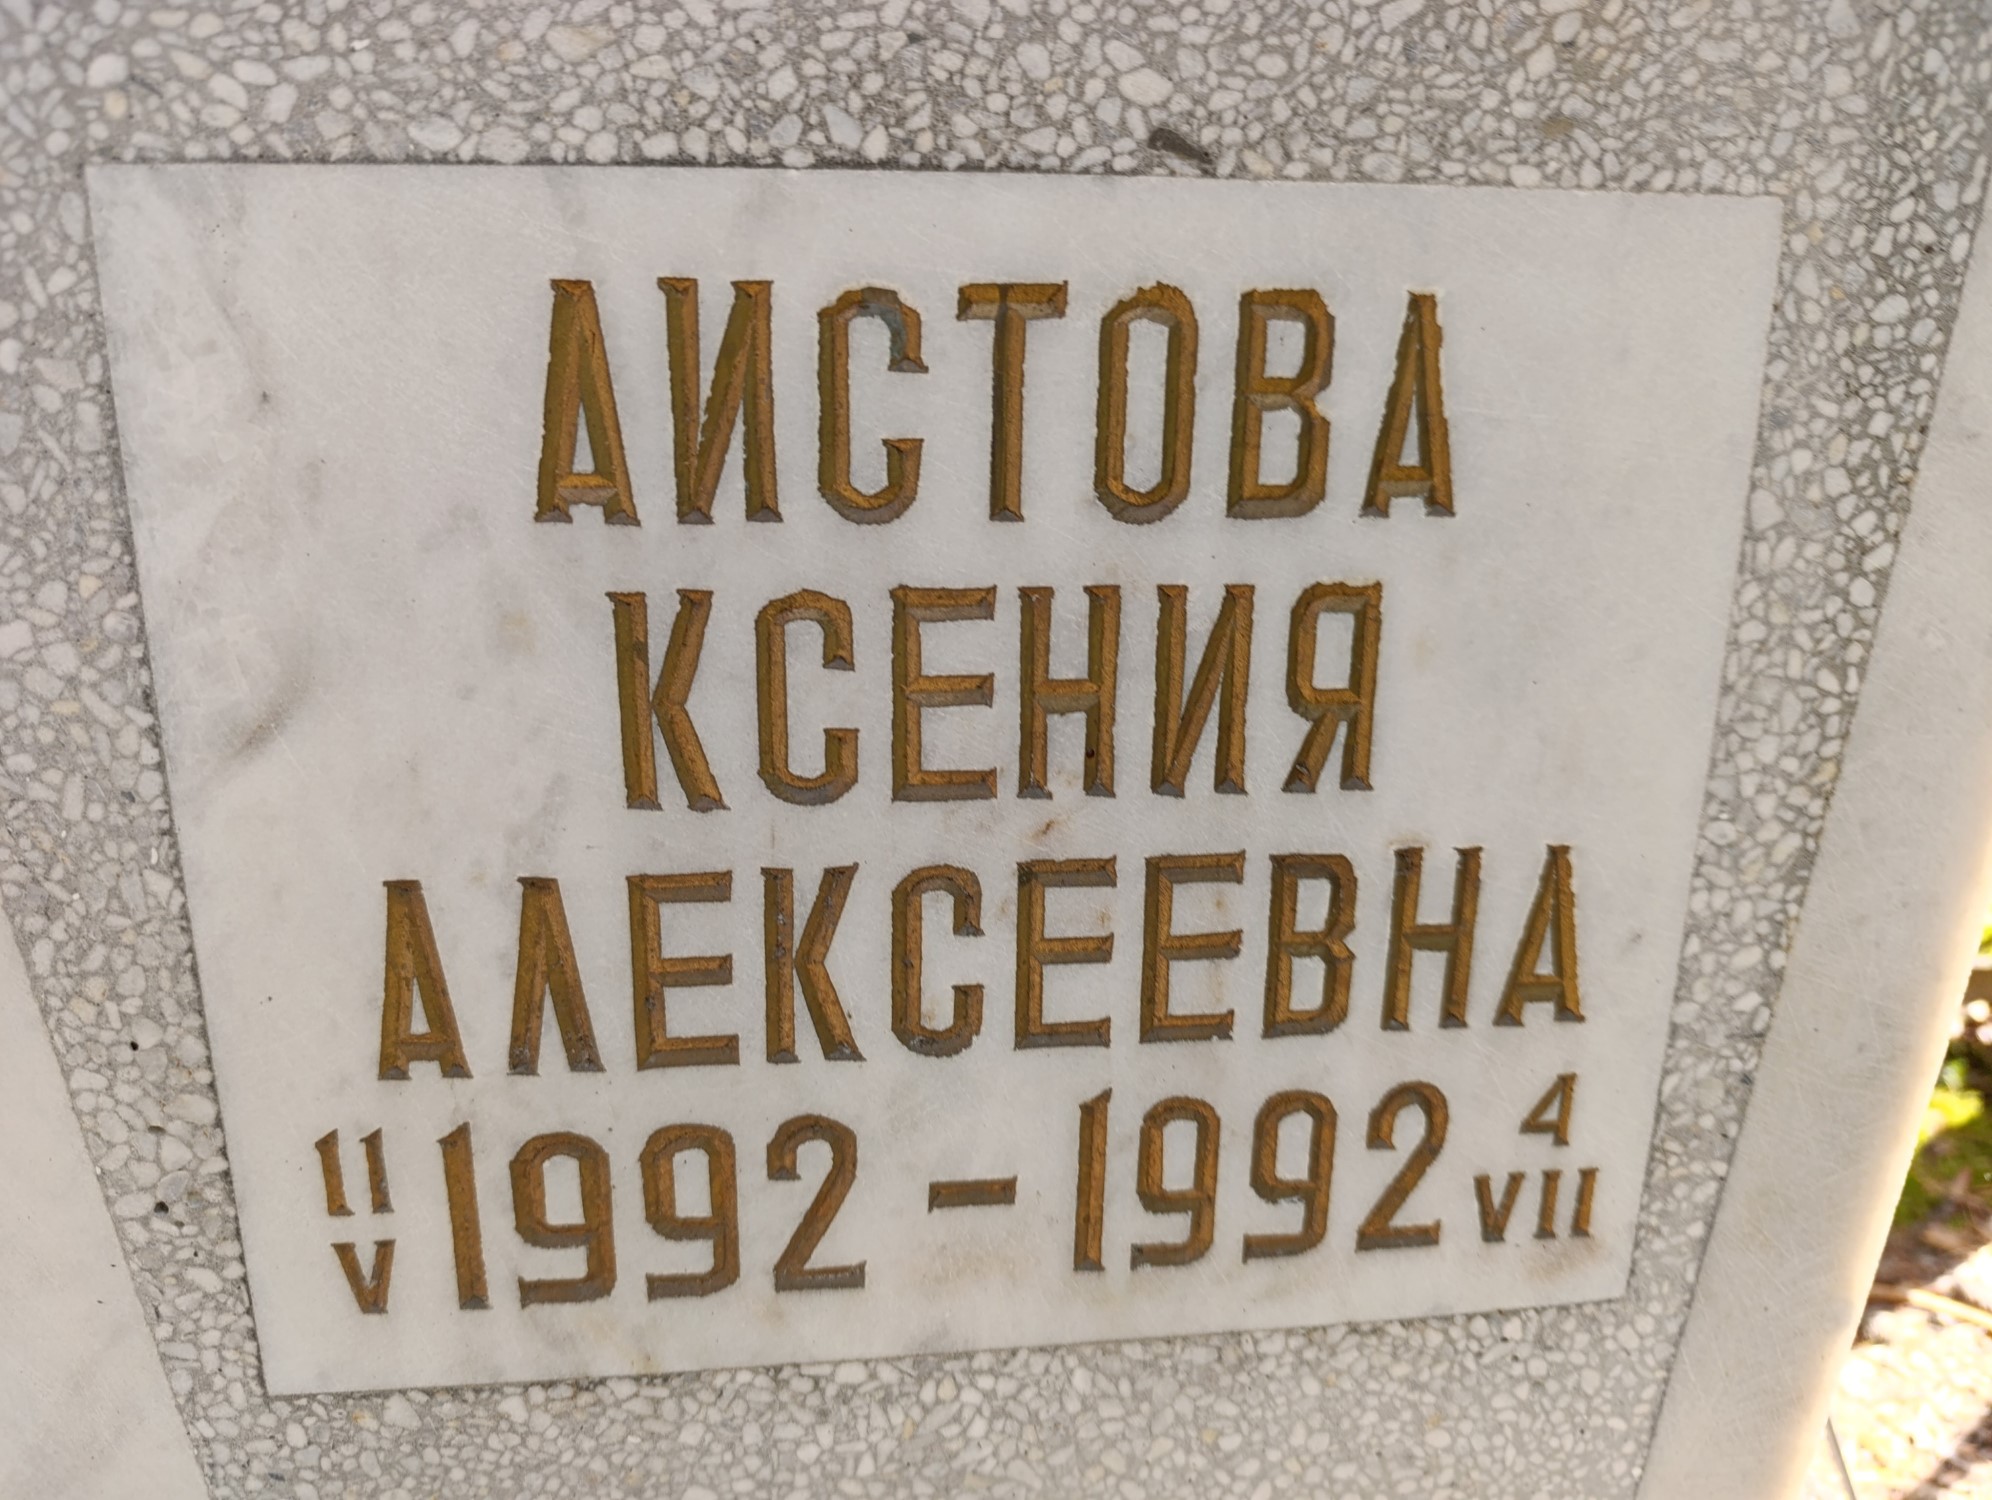 АИСТОВА
КСЕНИЯ
АЛЕКСЕЕВНА
11 V 1992 – 1992 4 VII